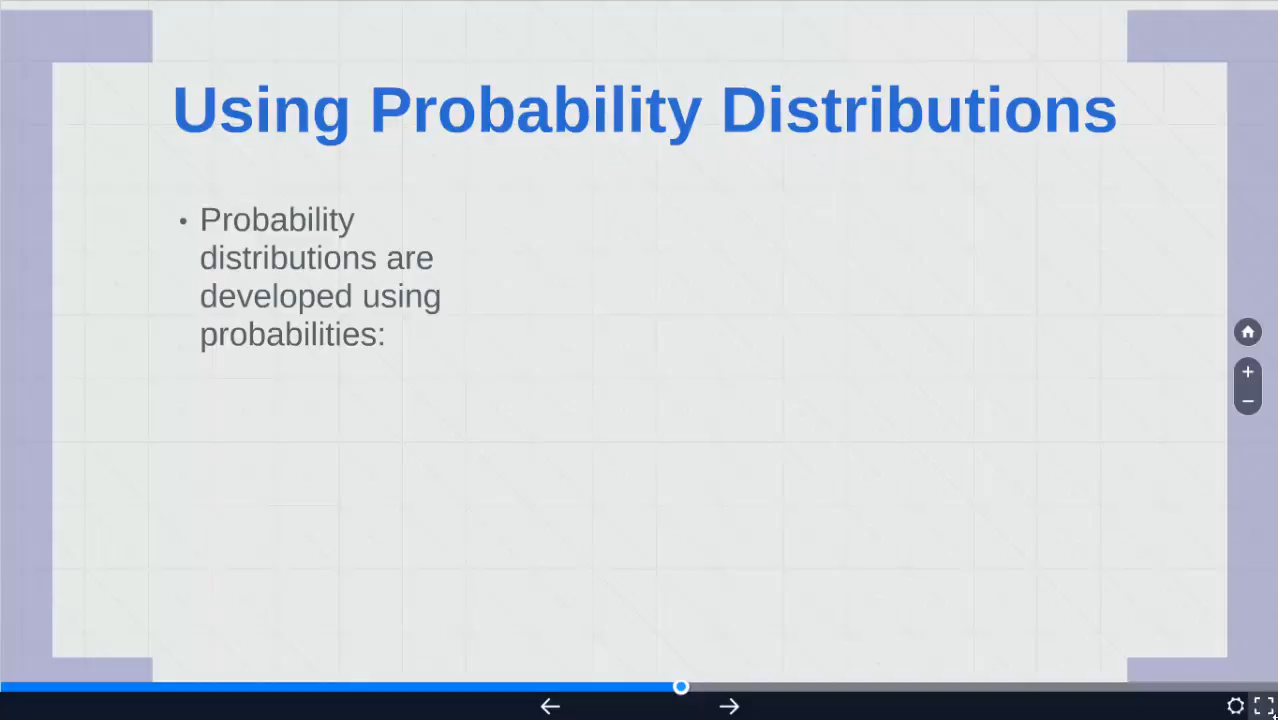 Using Probability Distributions
• Probability
distributions are
developed using
probabilities: